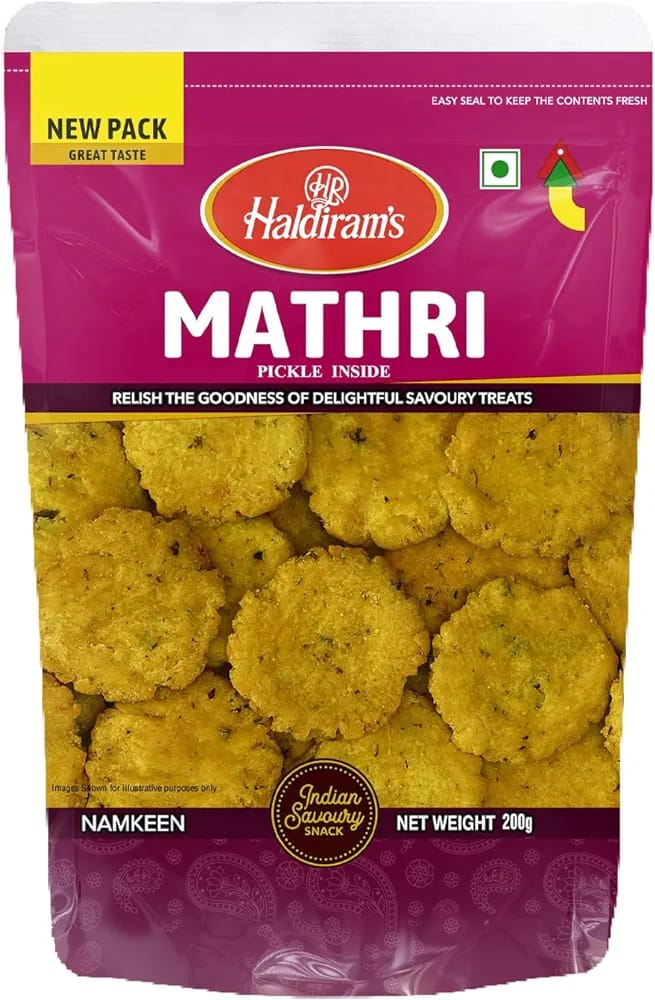 EASY SEAL TO KEEP THE CONTENTS FRESH
NEW PACK
GREAT TASTE
HR
Haldiram's
MATHRI
PICKLE INSIDE
RELISH THE GOODNESS OF DELIGHTFUL SAVOURY TREATS
Images Shown for illustrative purposes only
Indian
Savoury
SNACK
NAMKEEN
NET WEIGHT 200g